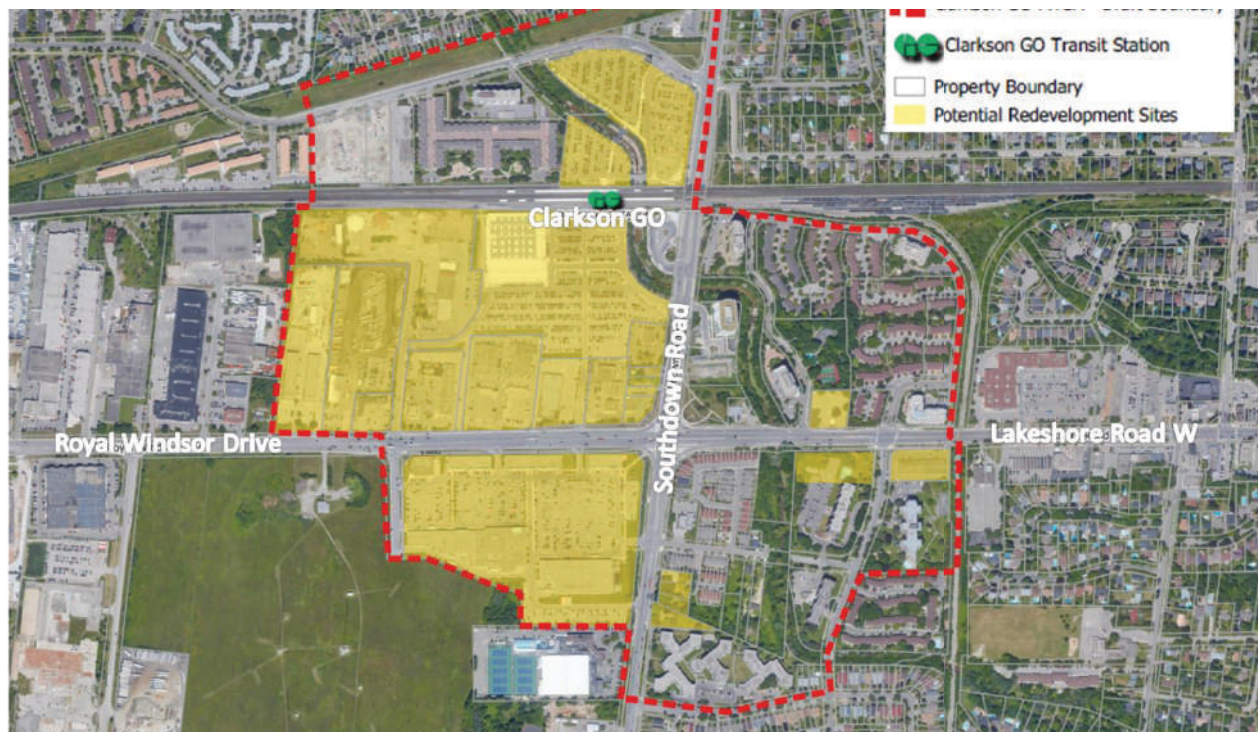 Clarkson GO Transit Station
Property Boundary
Potential Redevelopment Sites
Clarkson GO
Southdown Road
Royal Windsor Drive
Lakeshore Road W